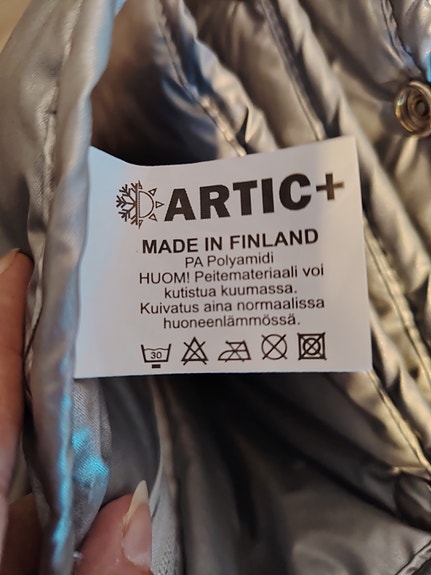 ARTIC+
MADE IN FINLAND
PA Polyamidi
HUOM! Peitemateriaali voi
kutistua kuumassa.
Kuivatus aina normaalissa
huoneenlämmössä.
30